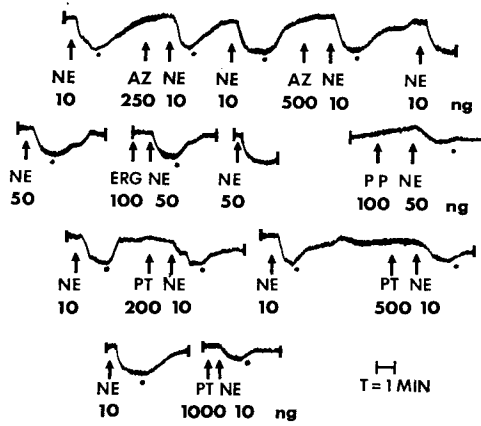 NE AZ NE NE AZ NE NE
10 250 10 10 500 10 10 ng
NE ERG NE NE PP NE
50 100 50 50 100 50 ng
NE PT NE NE PT NE
10 200 10 10 500 10
NE PT NE T = 1 MIN
10 1000 10 ng